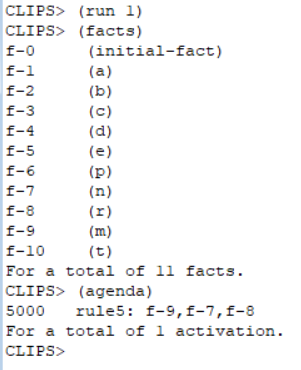 CLIPS> (run 1)
CLIPS> (facts)
f-0     (initial-fact)
f-1     (a)
f-2     (b)
f-3     (c)
f-4     (d)
f-5     (e)
f-6     (p)
f-7     (n)
f-8     (r)
f-9     (m)
f-10    (t)
For a total of 11 facts.
CLIPS> (agenda)
5000   rule5: f-9,f-7,f-8
For a total of 1 activation.
CLIPS>